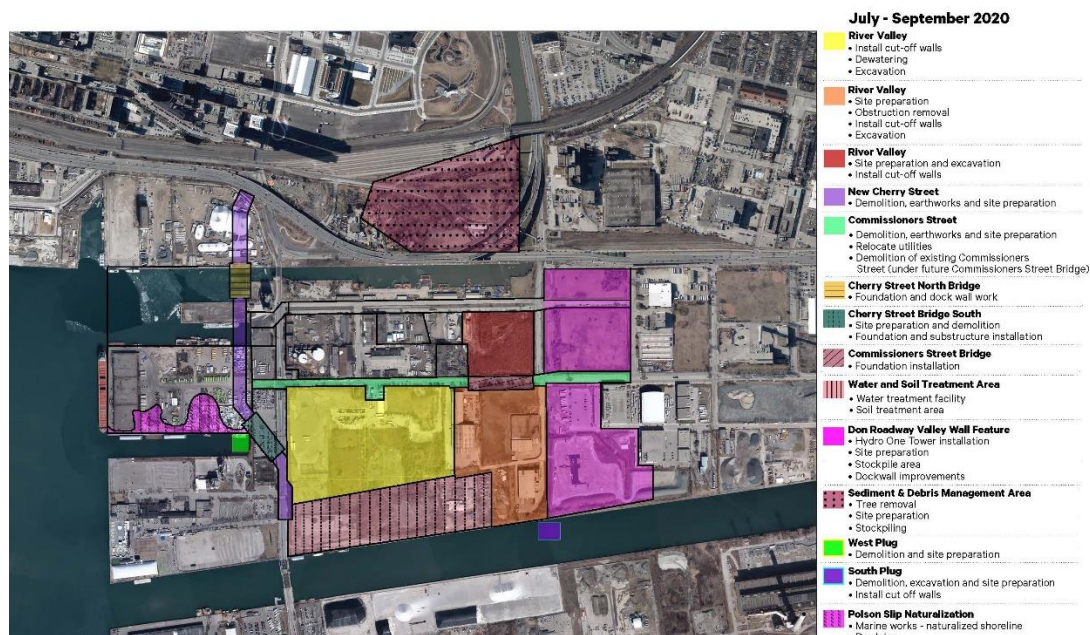 July - September 2020
River Valley
• Install cut-off walls
• Dewatering
• Excavation
River Valley
• Site preparation
• Obstruction removal
• Install cut-off walls
• Excavation
River Valley
• Site preparation and excavation
• Install cut-off walls
New Cherry Street
• Demolition, earthworks and site preparation
Commissioners Street
• Demolition, earthworks and site preparation
• Relocate utilities
• Demolition of existing Commissioners
Street (under future Commissioners Street Bridge)
Cherry Street North Bridge
• Foundation and dock wall work
Cherry Street Bridge South
• Site preparation and demolition
• Foundation and substructure installation
Commissioners Street Bridge
• Foundation installation
Water and Soil Treatment Area
• Water treatment facility
• Soil treatment area
Don Roadway Valley Wall Feature
• Hydro One Tower installation
• Site preparation
• Stockpile area
• Dockwall improvements
Sediment & Debris Management Area
• Tree removal
• Site preparation
• Stockpiling
West Plug
• Demolition and site preparation
South Plug
• Demolition, excavation and site preparation
• Install cut off walls
Polson Slip Naturalization
• Marine works - naturalized shoreline